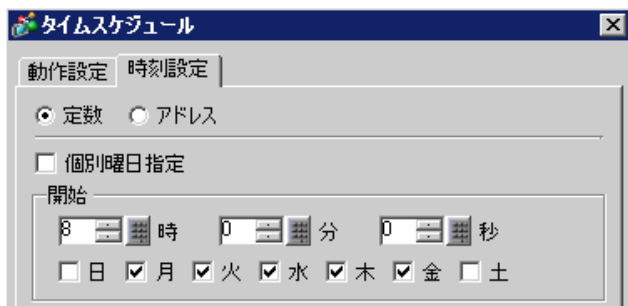 タイムスケジュール
動作設定 時刻設定
定数 アドレス
個別曜日指定
開始
8 時 0 分 0 秒
日 月 火 水 木 金 土